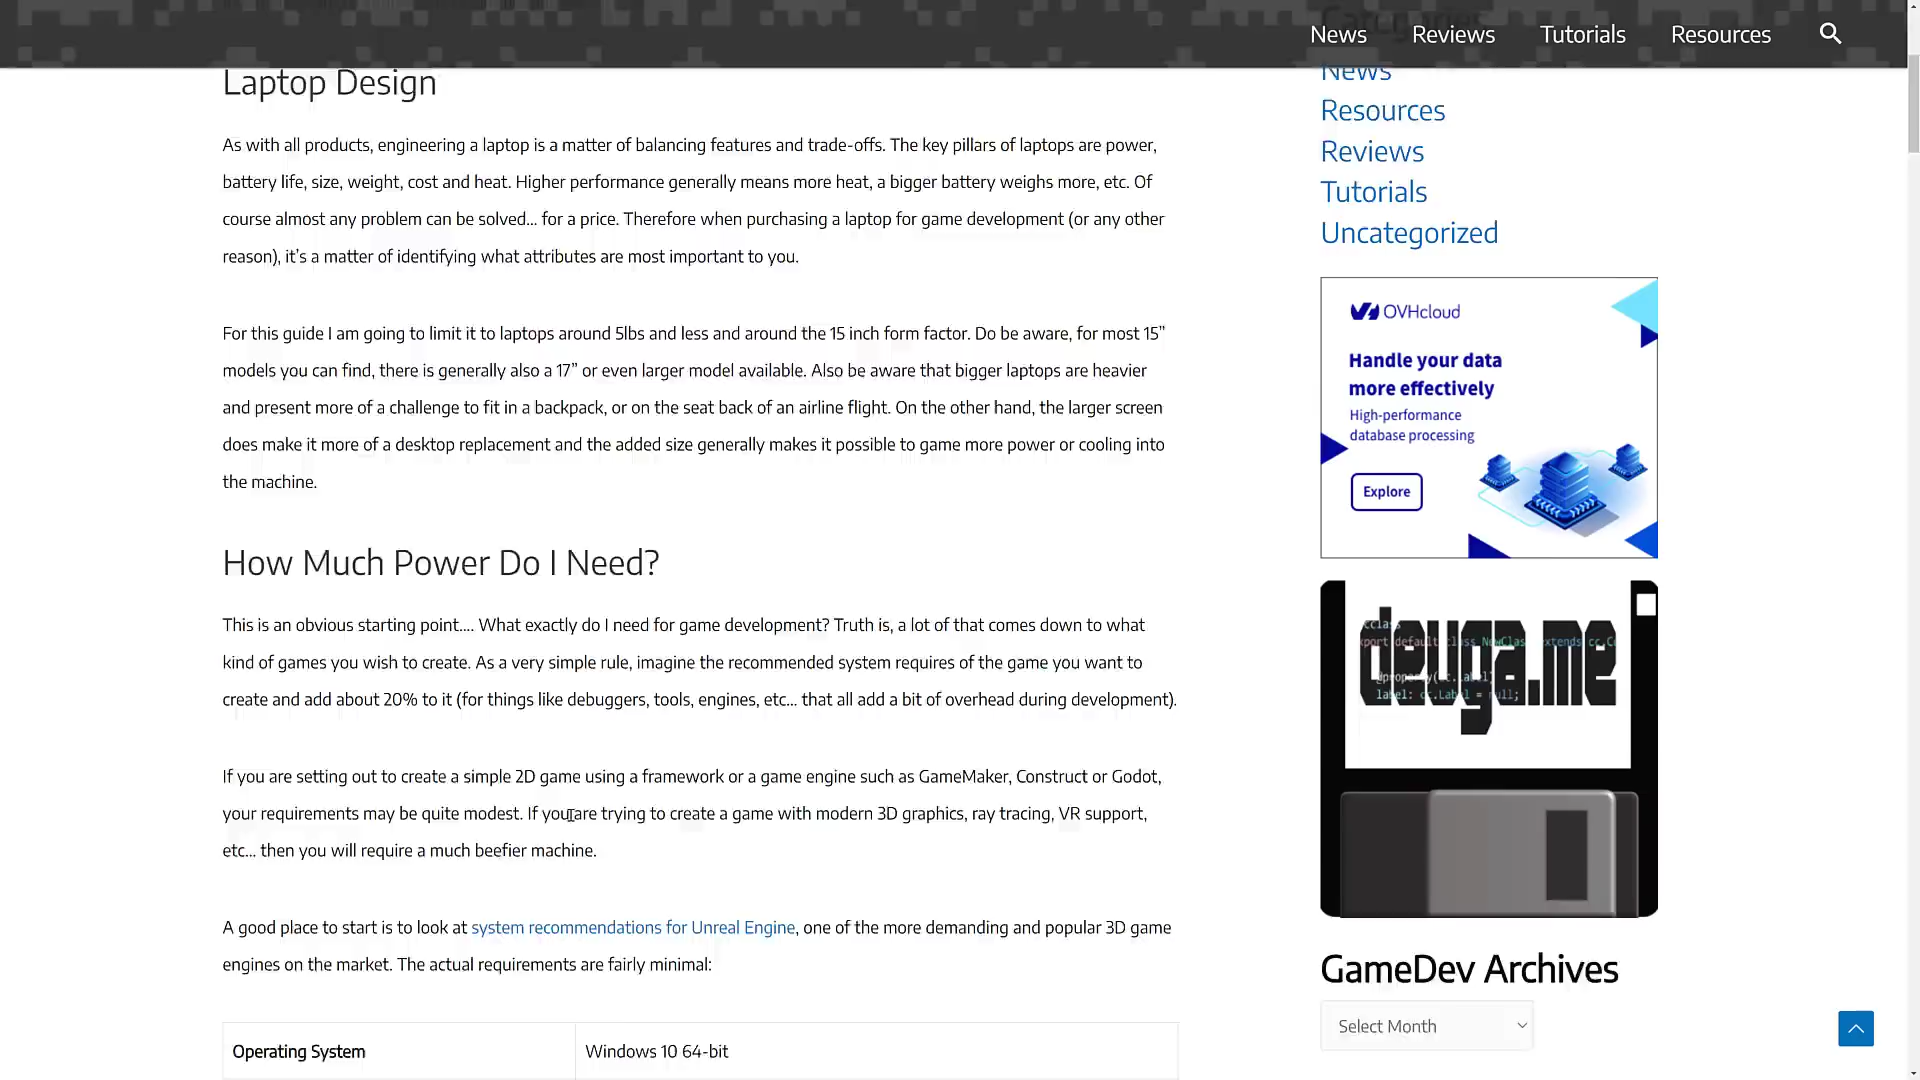 News
Reviews
Tutorials
Resources
Laptop Design
As with all products, engineering a laptop is a matter of balancing features and trade-offs. The key pillars of laptops are power,
battery life, size, weight, cost and heat. Higher performance generally means more heat, a bigger battery weighs more, etc. Of
course almost any problem can be solved… for a price. Therefore when purchasing a laptop for game development (or any other
reason), it’s a matter of identifying what attributes are most important to you.
For this guide I am going to limit it to laptops around 5lbs and less and around the 15 inch form factor. Do be aware, for most 15”
models you can find, there is generally also a 17” or even larger model available. Also be aware that bigger laptops are heavier
and present more of a challenge to fit in a backpack, or on the seat back of an airline flight. On the other hand, the larger screen
does make it more of a desktop replacement and the added size generally makes it possible to game more power or cooling into
the machine.
How Much Power Do I Need?
This is an obvious starting point…. What exactly do I need for game development? Truth is, a lot of that comes down to what
kind of games you wish to create. As a very simple rule, imagine the recommended system requires of the game you want to
create and add about 20% to it (for things like debuggers, tools, engines, etc… that all add a bit of overhead during development).
If you are setting out to create a simple 2D game using a framework or a game engine such as GameMaker, Construct or Godot,
your requirements may be quite modest. If you are trying to create a game with modern 3D graphics, ray tracing, VR support,
etc… then you will require a much beefier machine.
A good place to start is to look at system recommendations for Unreal Engine, one of the more demanding and popular 3D game
engines on the market. The actual requirements are fairly minimal:
Operating System
Windows 10 64-bit
Categories
News
Resources
Reviews
Tutorials
Uncategorized
OVHcloud
Handle your data
more effectively
High-performance
database processing
Explore
devga.me
GameDev Archives
Select Month